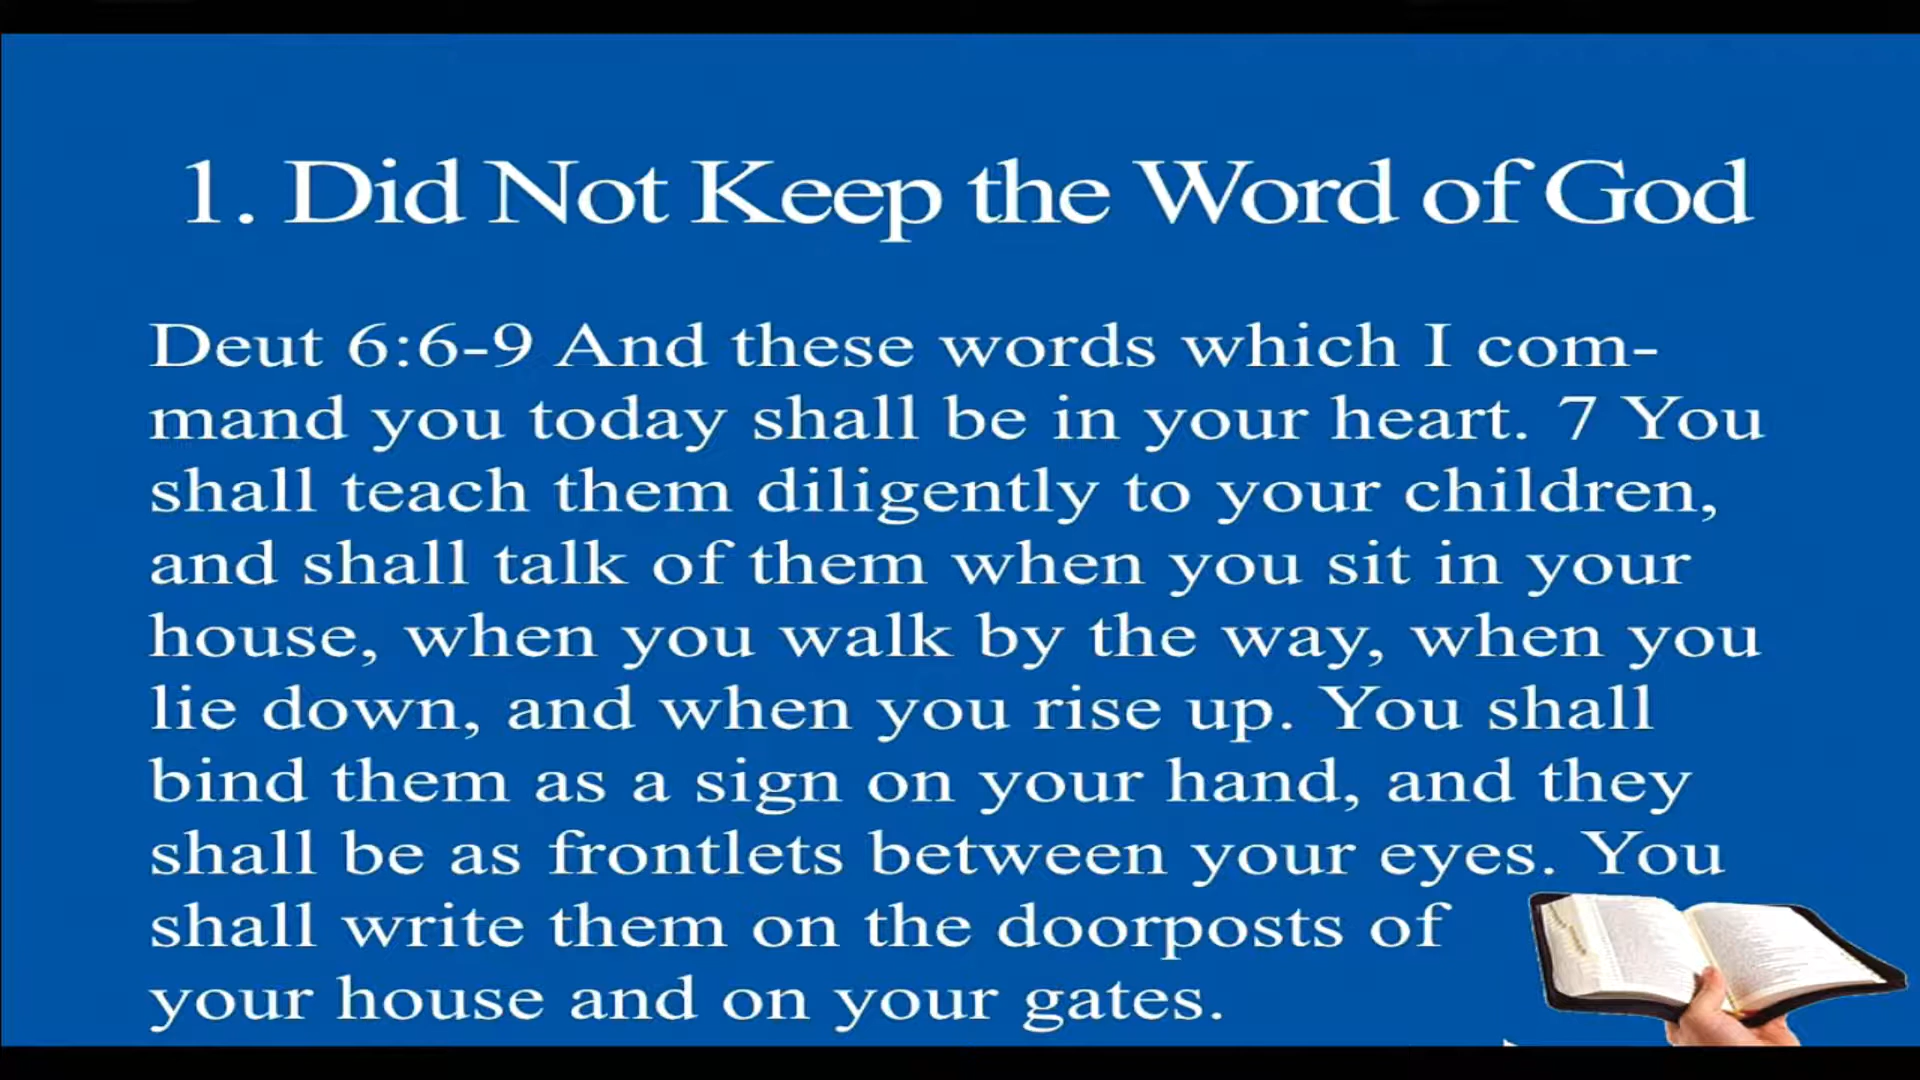 1. Did Not Keep the Word of God
Deut 6:6-9 And these words which I com-
mand you today shall be in your heart. 7 You
shall teach them diligently to your children,
and shall talk of them when you sit in your
house, when you walk by the way, when you
lie down, and when you rise up. You shall
bind them as a sign on your hand, and they
shall be as frontlets between your eyes. You
shall write them on the doorposts of
your house and on your gates.